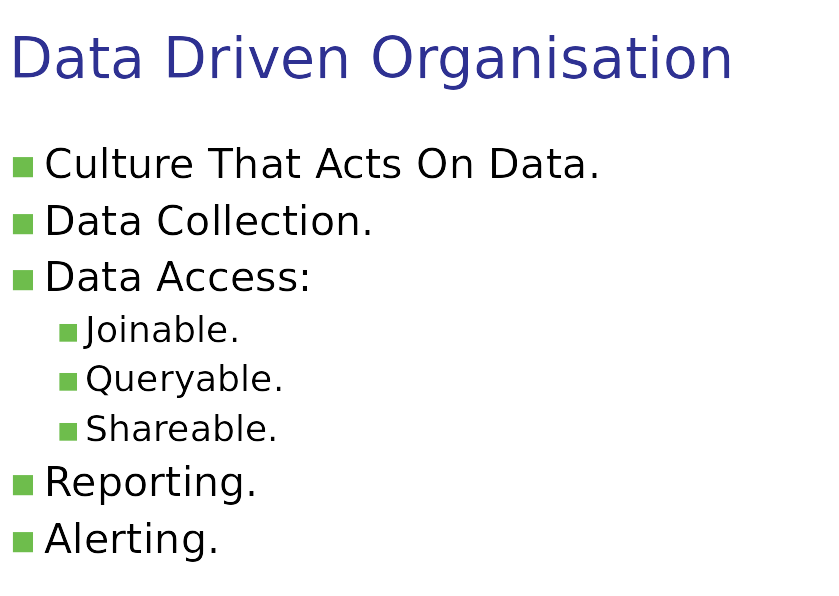 Data Driven Organisation
Culture That Acts On Data.
Data Collection.
Data Access:
Joinable.
Queryable.
Shareable.
Reporting.
Alerting.